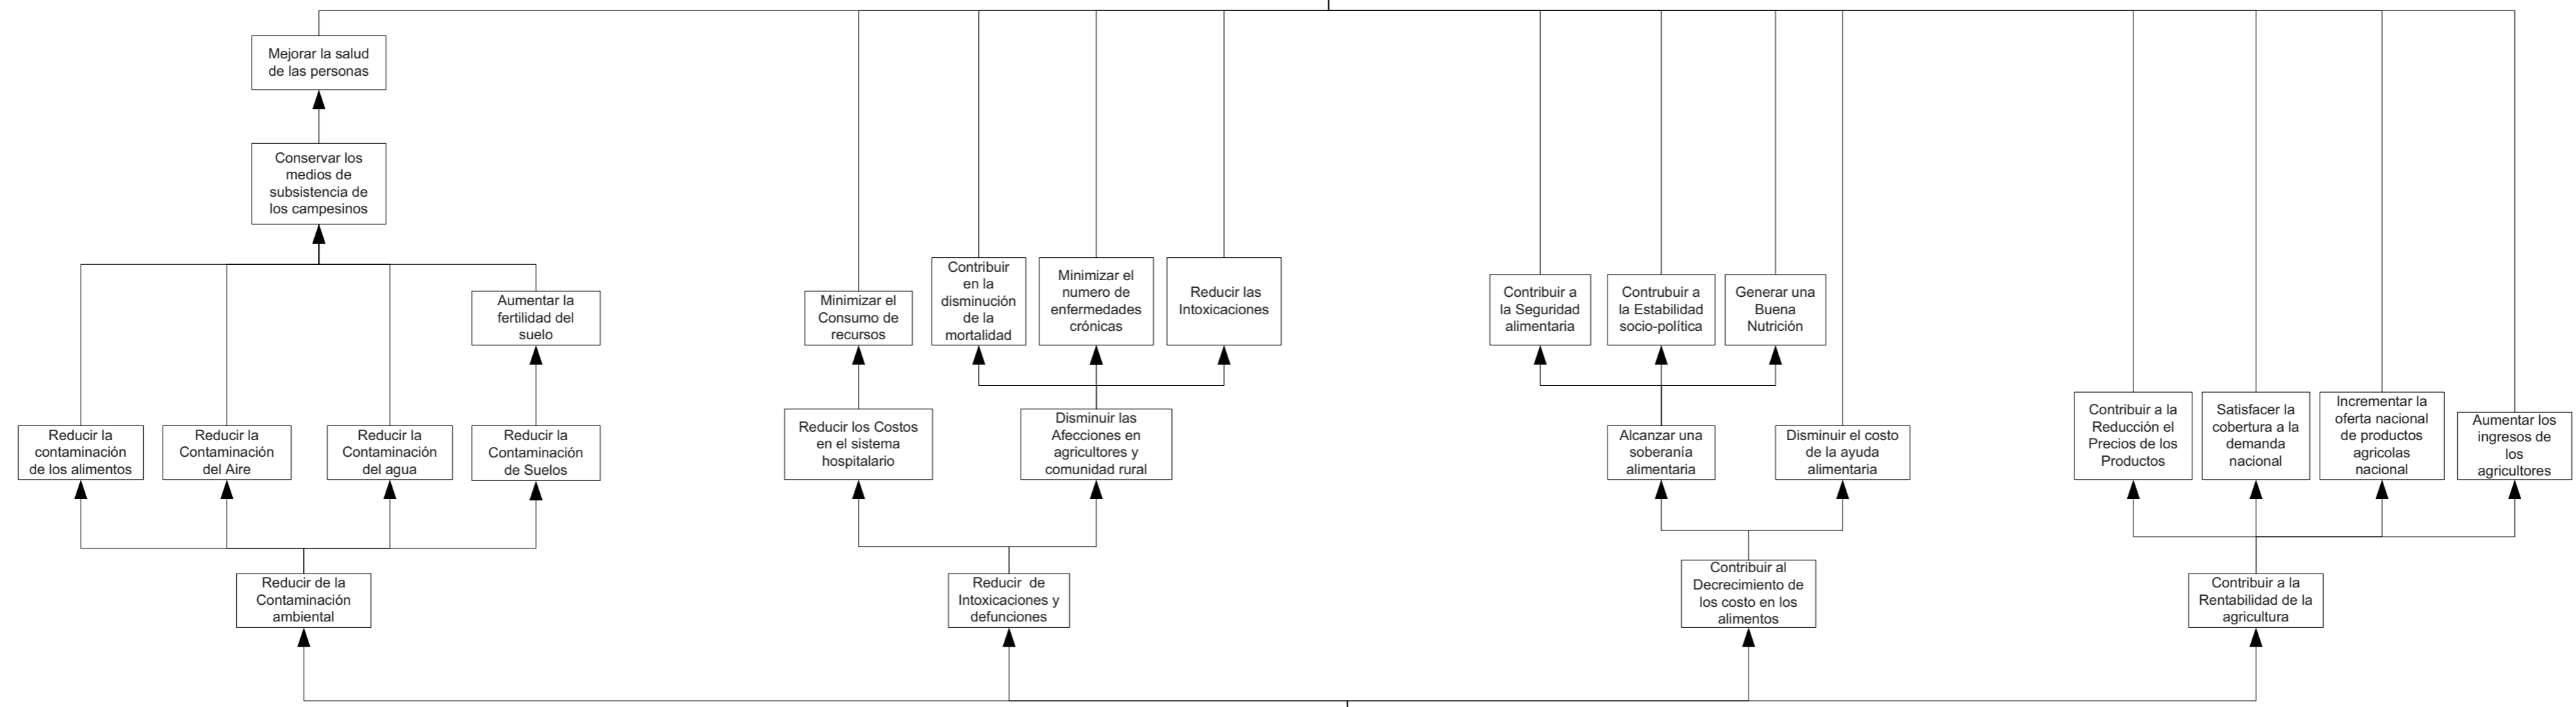 Mejorar la salud
de las personas
Conservar los
medios de
subsistencia de
los campesinos
Aumentar la
fertilidad del
suelo
Minimizar el
Consumo de
recursos
Contribuir
en la
disminución
de la
mortalidad
Minimizar el
numero de
enfermedades
crónicas
Reducir las
Intoxicaciones
Contribuir a
la Seguridad
alimentaria
Contrubuir a
la Estabilidad
socio-política
Generar una
Buena
Nutrición
Reducir la
contaminación
de los alimentos
Reducir la
Contaminación
del Aire
Reducir la
Contaminación
del agua
Reducir la
Contaminación
de Suelos
Reducir los Costos
en el sistema
hospitalario
Disminuir las
Afecciones en
agricultores y
comunidad rural
Alcanzar una
soberanía
alimentaria
Disminuir el costo
de la ayuda
alimentaria
Contribuir a la
Reducción el
Precios de los
Productos
Satisfacer la
cobertura a la
demanda
nacional
Incrementar la
oferta nacional
de productos
agricolas
nacional
Aumentar los
ingresos de
los
agricultores
Reducir de la
Contaminación
ambiental
Reducir de
Intoxicaciones y
defunciones
Contribuir al
Decrecimiento de
los costo en los
alimentos
Contribuir a la
Rentabilidad de la
agricultura